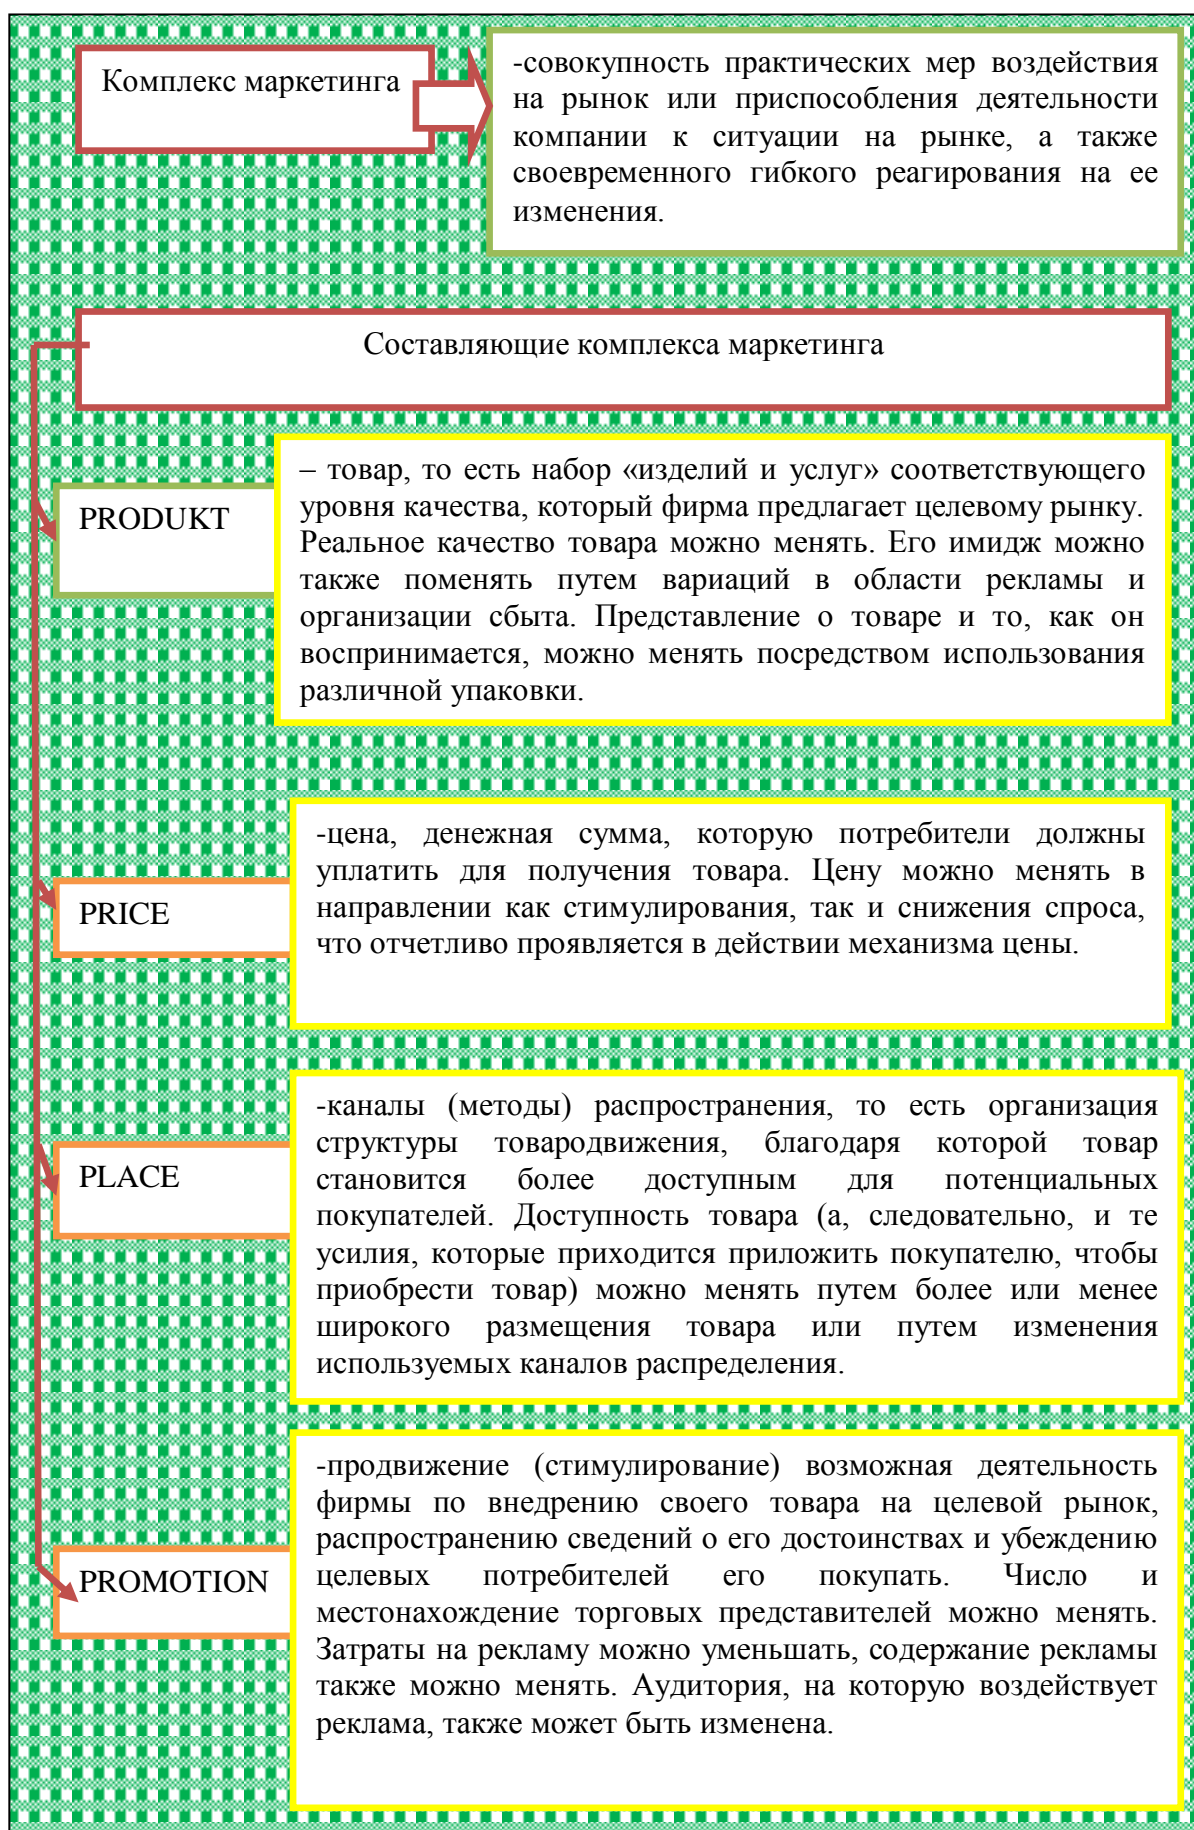 Комплекс маркетинга
-совокупность практических мер воздействия
на рынок или приспособления деятельности
компании к ситуации на рынке, а также
своевременного гибкого реагирования на ее
изменения.
Составляющие комплекса маркетинга
PRODUKT
– товар, то есть набор «изделий и услуг» соответствующего
уровня качества, который фирма предлагает целевому рынку.
Реальное качество товара можно менять. Его имидж можно
также поменять путем вариаций в области рекламы и
организации сбыта. Представление о товаре и то, как он
воспринимается, можно менять посредством использования
различной упаковки.
PRICE
-цена, денежная сумма, которую потребители должны
уплатить для получения товара. Цену можно менять в
направлении как стимулирования, так и снижения спроса,
что отчетливо проявляется в действии механизма цены.
PLACE
-каналы (методы) распространения, то есть организация
структуры товародвижения, благодаря которой товар
становится более доступным для потенциальных
покупателей. Доступность товара (а, следовательно, и те
усилия, которые приходится приложить покупателю, чтобы
приобрести товар) можно менять путем более или менее
широкого размещения товара или путем изменения
используемых каналов распределения.
PROMOTION
-продвижение (стимулирование) возможная деятельность
фирмы по внедрению своего товара на целевой рынок,
распространению сведений о его достоинствах и убеждению
целевых потребителей его покупать. Число и
местонахождение торговых представителей можно менять.
Затраты на рекламу можно уменьшать, содержание рекламы
также можно менять. Аудитория, на которую воздействует
реклама, также может быть изменена.